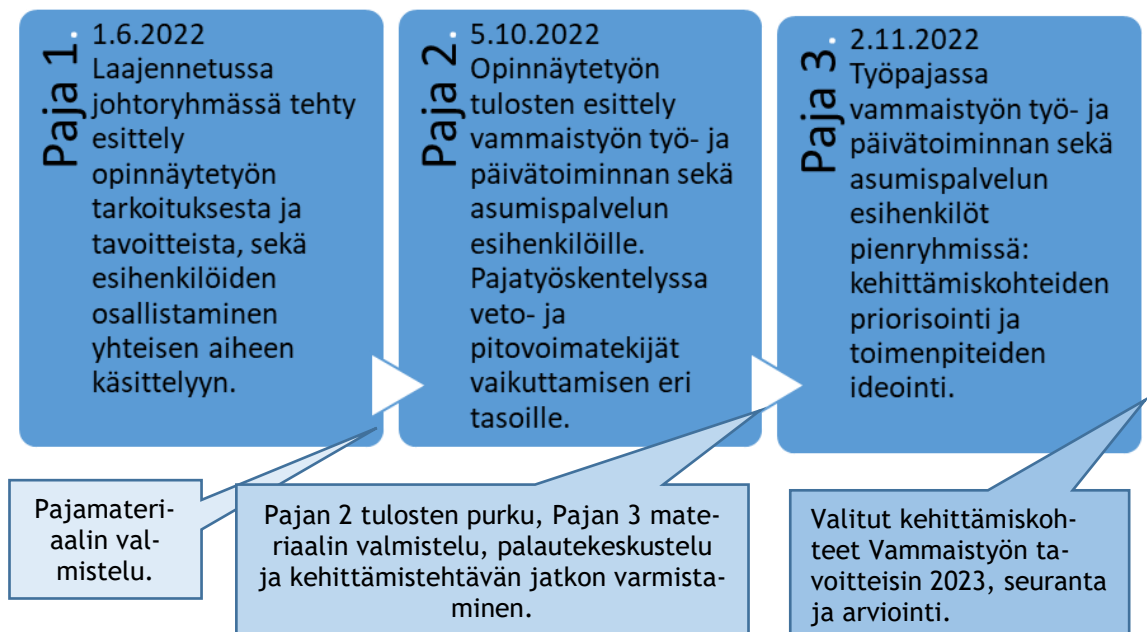 Paja 1.
1.6.2022
Laajennetussa
johtoryhmässä tehty
esittely
opinnäytetyön
tarkoituksesta ja
tavoitteista, sekä
esihenkilöiden
osallistaminen
yhteisen aiheen
käsittelyyn.
Paja 2.
5.10.2022
Opinnäytetyön
tulosten esittely
vammaistyön työ- ja
päivätoiminnan sekä
asumispalvelun
esihenkilöille.
Pajatyöskentelyssa
veto- ja
pitovoimatekijät
vaikuttamisen eri
tasoille.
Paja 3.
2.11.2022
Työpajassa
vammaistyön työ- ja
päivätoiminnan sekä
asumispalvelun
esihenkilöt
pienryhmissä:
kehittämiskohteiden
priorisointi ja
toimenpiteiden
ideointi.
Pajamateri-
aalin val-
mistelu.
Pajan 2 tulosten purku, Pajan 3 mate-
riaalin valmistelu, palautekeskustelu
ja kehittämistehtävän jatkon varmista-
minen.
Valitut kehittämiskoh-
teet Vammaistyön ta-
voitteisin 2023, seuranta
ja arviointi.